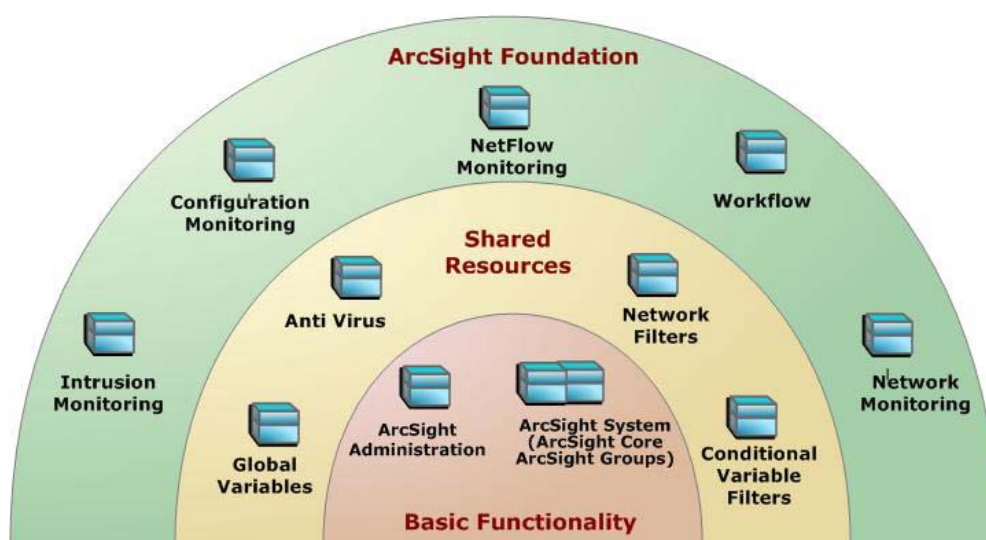 ArcSight Foundation
NetFlow
Monitoring
Configuration
Monitoring
Workflow
Intrusion
Monitoring
Network
Monitoring
Shared
Resources
Anti Virus
Network
Filters
Global
Variables
Conditional
Variable
Filters
ArcSight
Administration
ArcSight System
(ArcSight Core
ArcSight Groups)
Basic Functionality